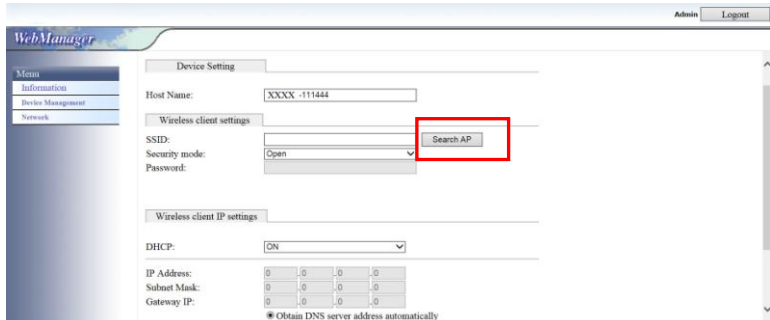 Admin Logout
WebManager
Menu
Information
Device Management
Network
Device Setting
Host Name: XXXX -111444
Wireless client settings
SSID: Search AP
Security mode: Open
Password:
Wireless client IP settings
DHCP: ON
IP Address: 0 .0 .0 .0
Subnet Mask: 0 .0 .0 .0
Gateway IP: 0 .0 .0 .0
Obtain DNS server address automatically